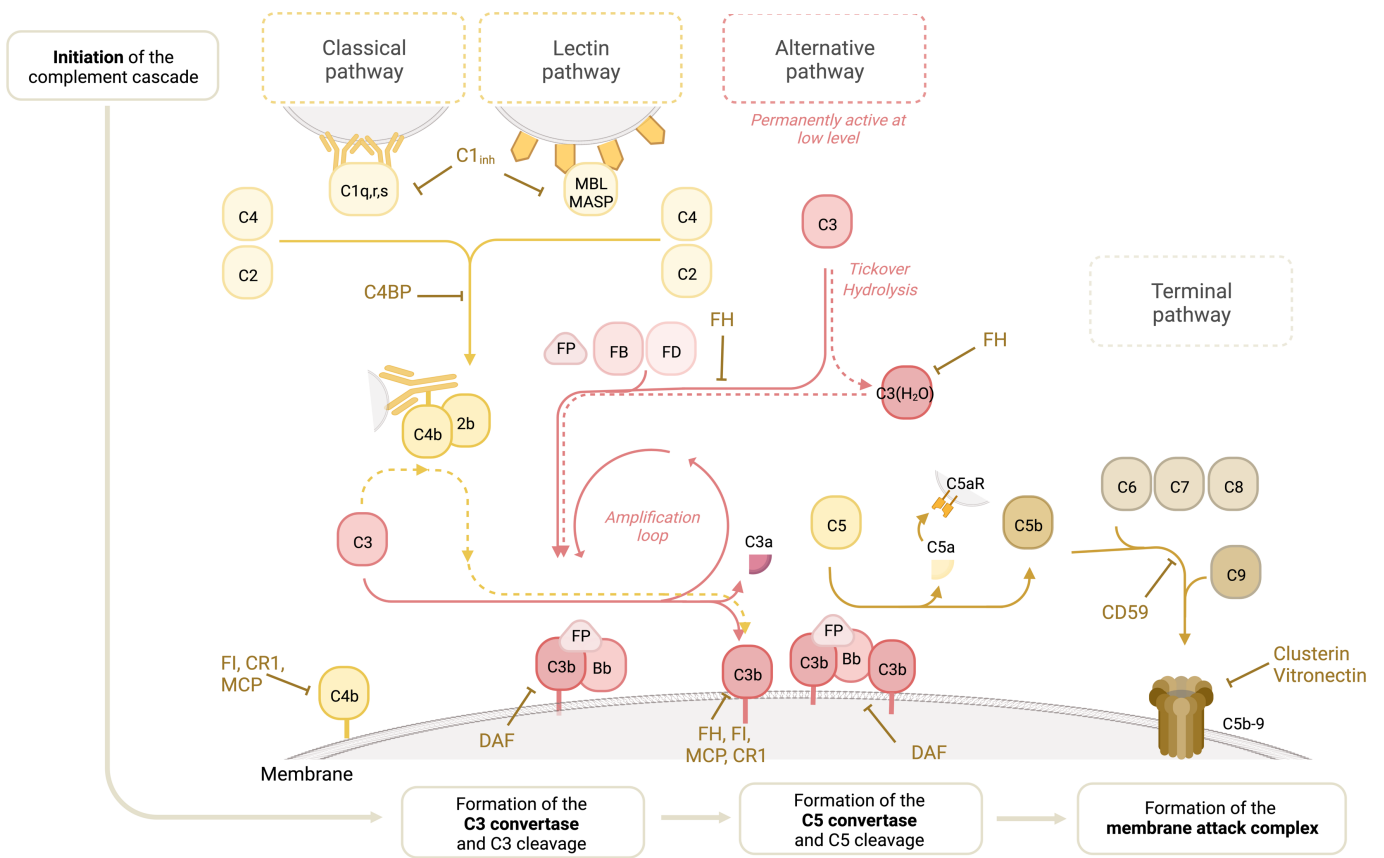 Initiation of the
complement cascade
Classical
pathway
Lectin
pathway
Alternative
pathway
Permanently active at
low level
C1inh
C1q,r,s
MBL
MASP
C4
C2
C4
C2
C3
Tickover
Hydrolysis
C4BP
Terminal
pathway
FP
FB
FD
FH
FH
C3(H₂O)
C4b
2b
C3
Amplification
loop
C3a
C5
C5aR
C5a
C5b
C6
C7
C8
C9
CD59
FI, CR1,
MCP
C4b
FP
C3b
Bb
DAF
C3b
FH, FI,
MCP, CR1
FP
C3b
Bb
C3b
DAF
Clusterin
Vitronectin
C5b-9
Membrane
Formation of the
C3 convertase
and C3 cleavage
Formation of the
C5 convertase
and C5 cleavage
Formation of the
membrane attack complex